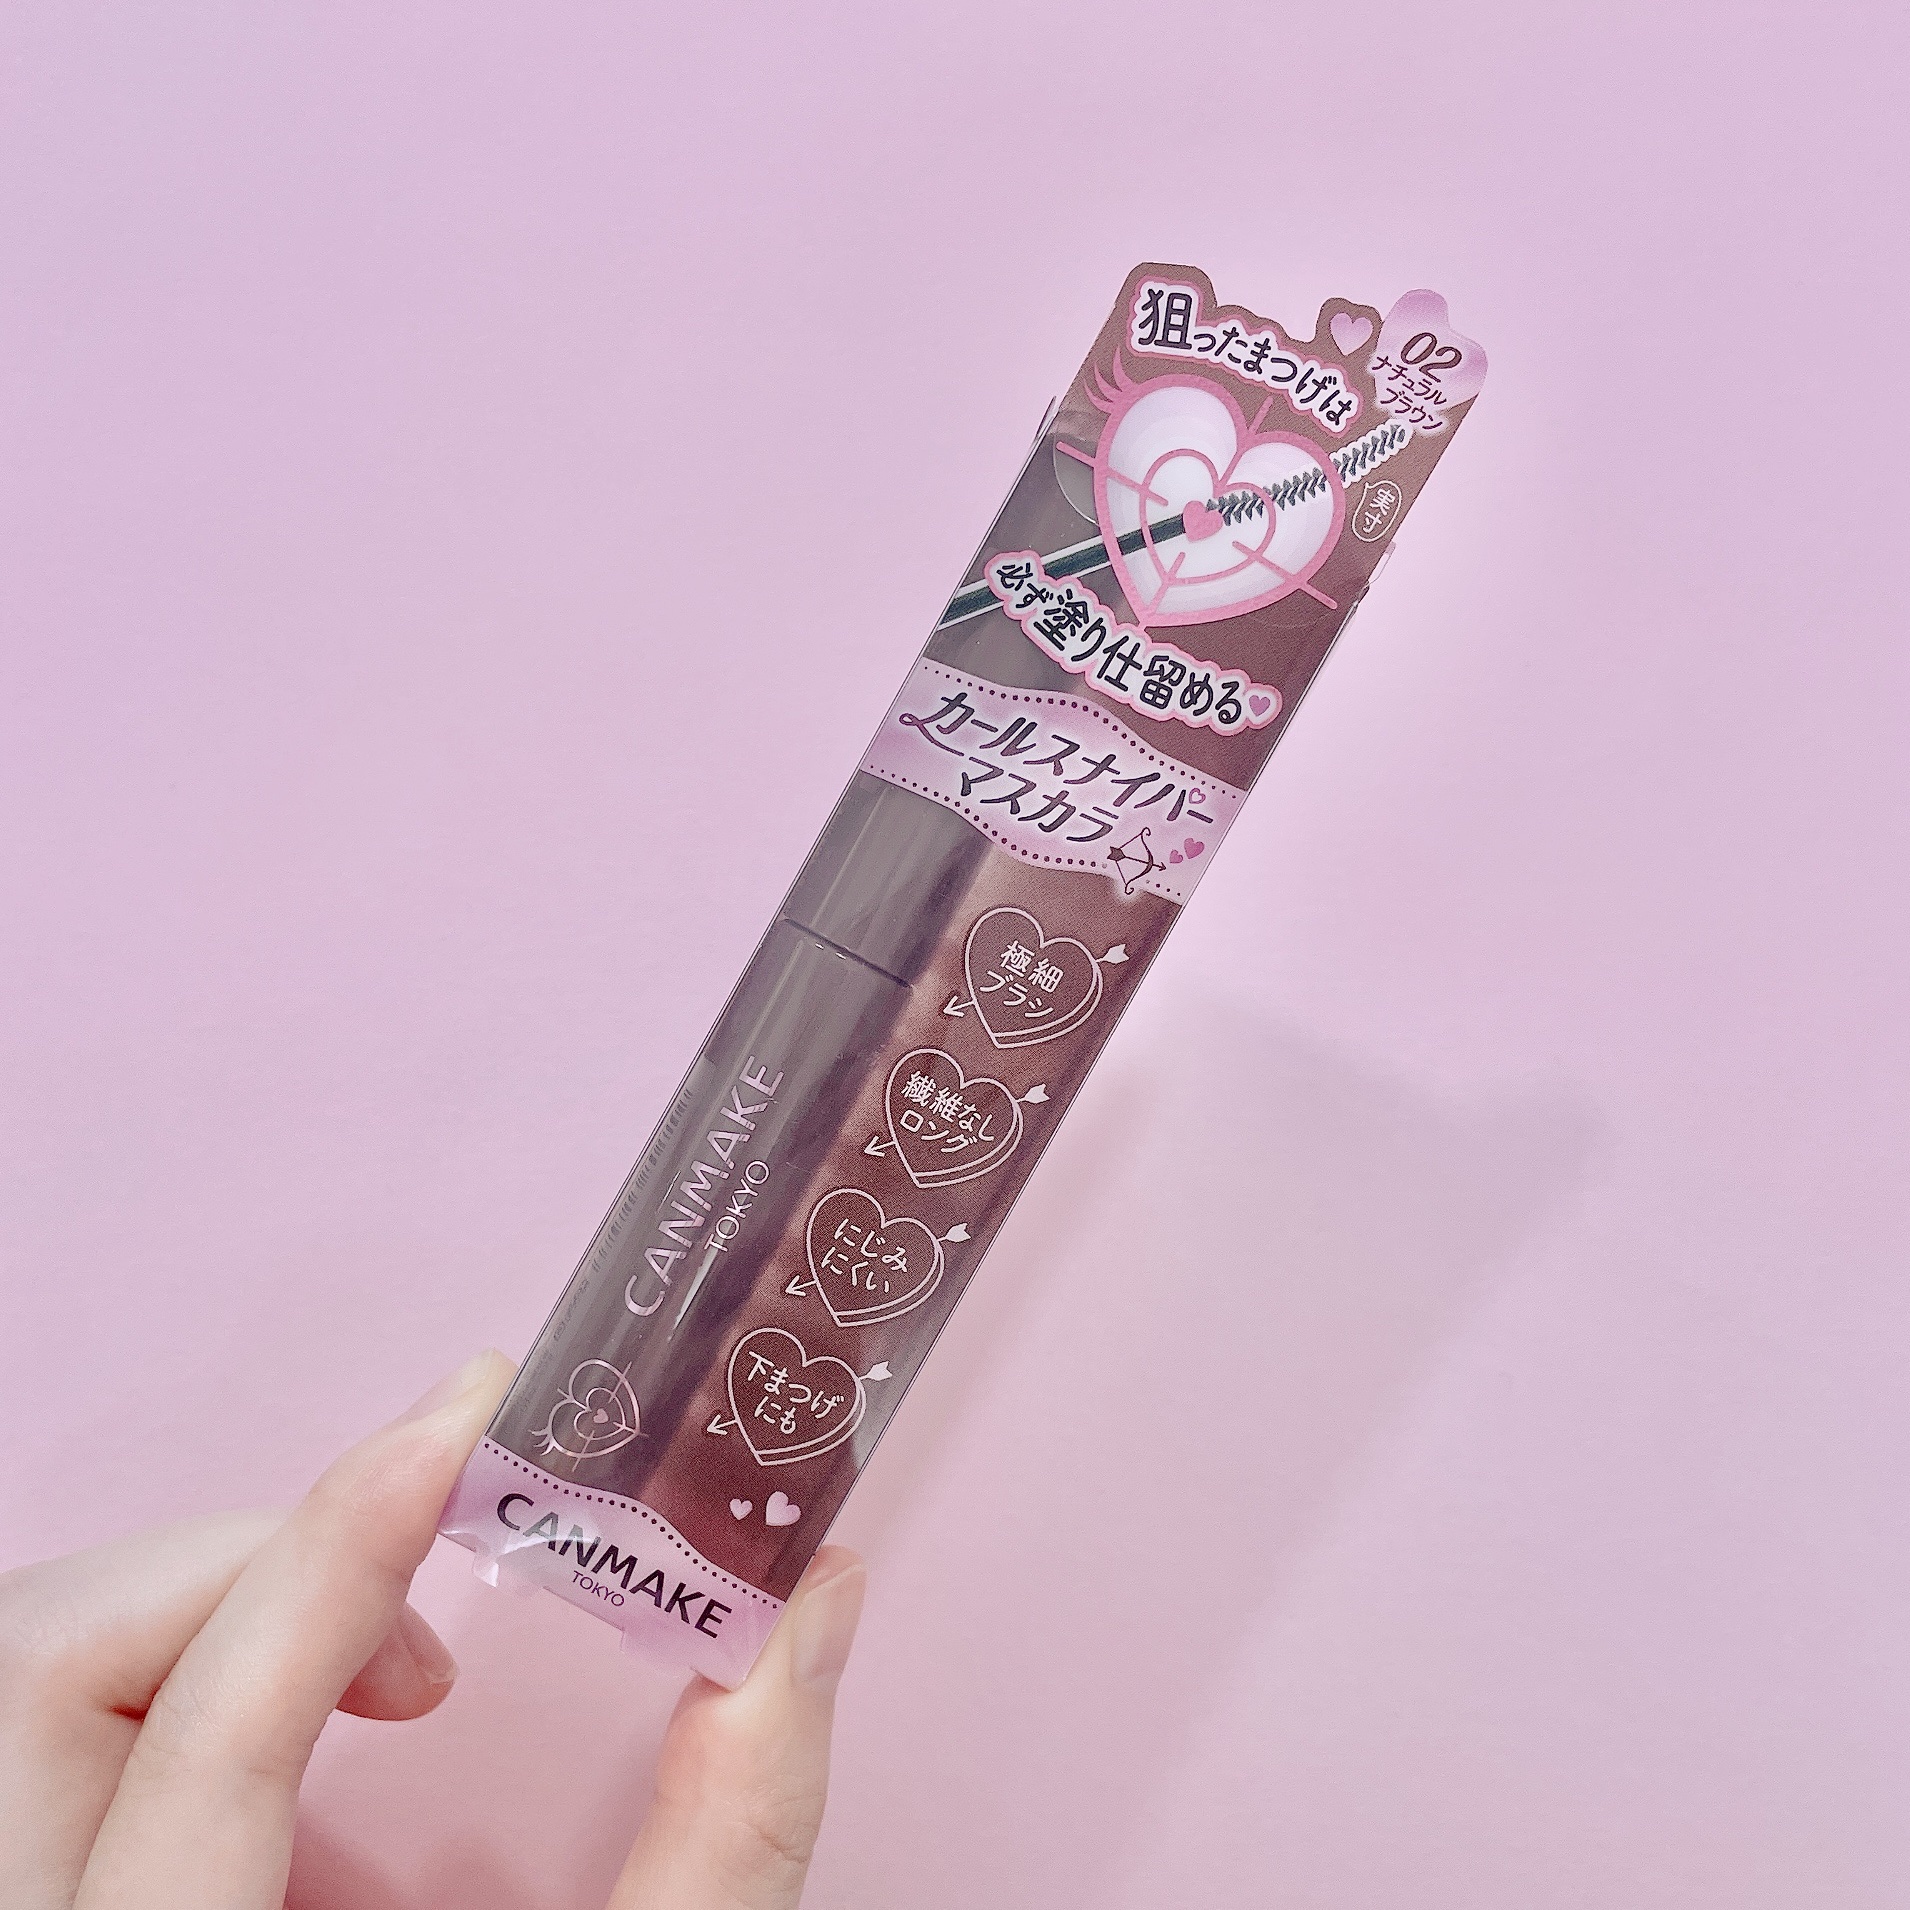 狙ったまつげは
02
ナチュラル
ブラウン
実寸
必ず塗り仕留める
カールスナイパー
マスカラ
極細
ブラシ
繊維なし
ロング
にじみ
にくい
下まつげ
にも
CANMAKE
TOKYO
CANMAKE
TOKYO